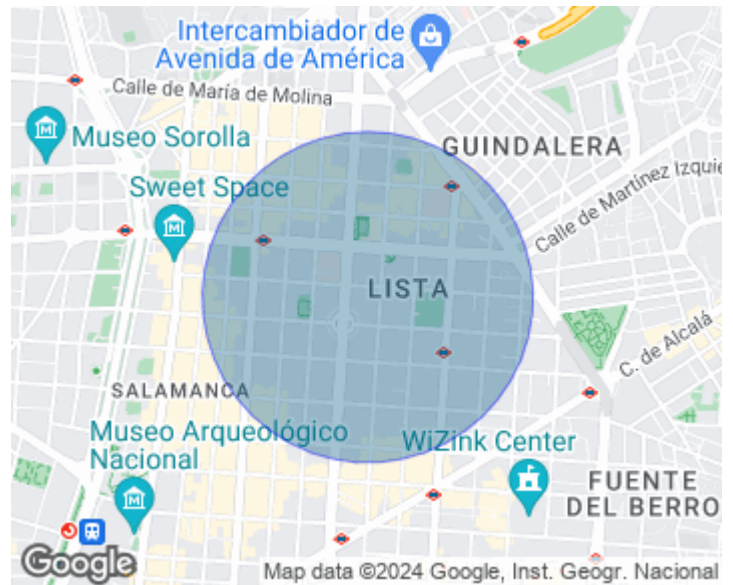 Intercambiador de
Avenida de América
Calle de María de Molina
Museo Sorolla
GUINDALERA
Sweet Space
Calle de Martínez Izquie
LISTA
C. de Alcalá
SALAMANCA
Museo Arqueológico
Nacional
WiZink Center
FUENTE
DEL BERRO
Google
Map data ©2024 Google, Inst. Geogr. Nacional